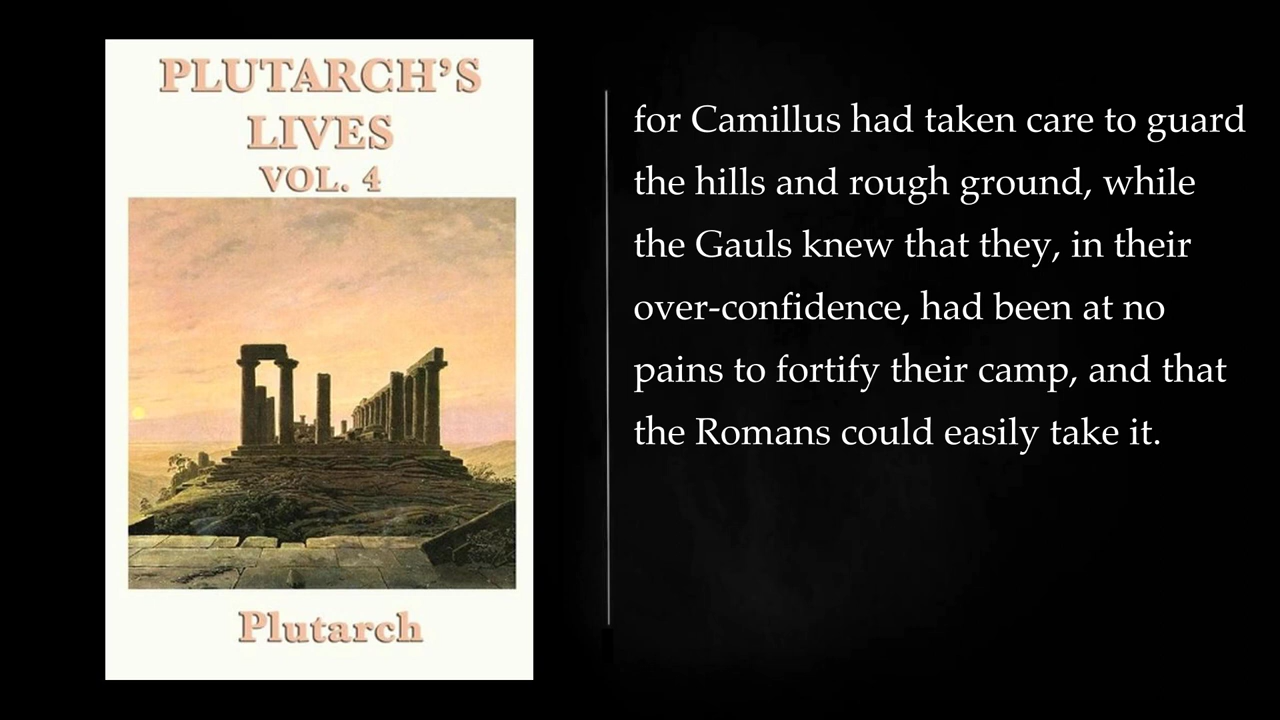 PLUTARCH'S
LIVES
VOL. 4
Plutarch
for Camillus had taken care to guard
the hills and rough ground, while
the Gauls knew that they, in their
over-confidence, had been at no
pains to fortify their camp, and that
the Romans could easily take it.